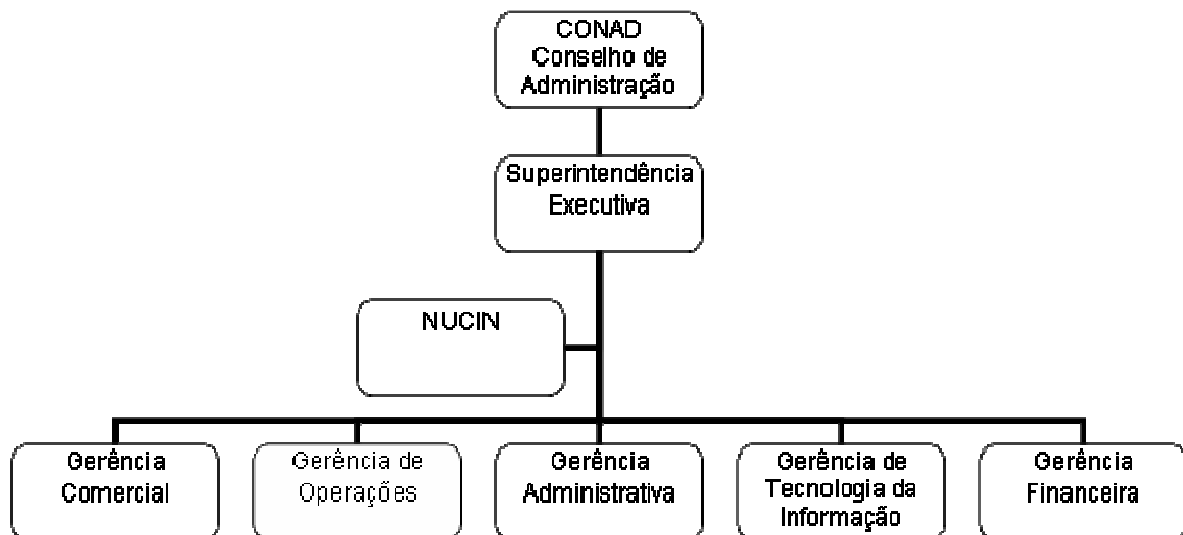 CONAD
Conselho de
Administração
Superintendência
Executiva
NUCIN
Gerência
Comercial
Gerência de
Operações
Gerência
Administrativa
Gerência de
Tecnologia da
Informação
Gerência
Financeira